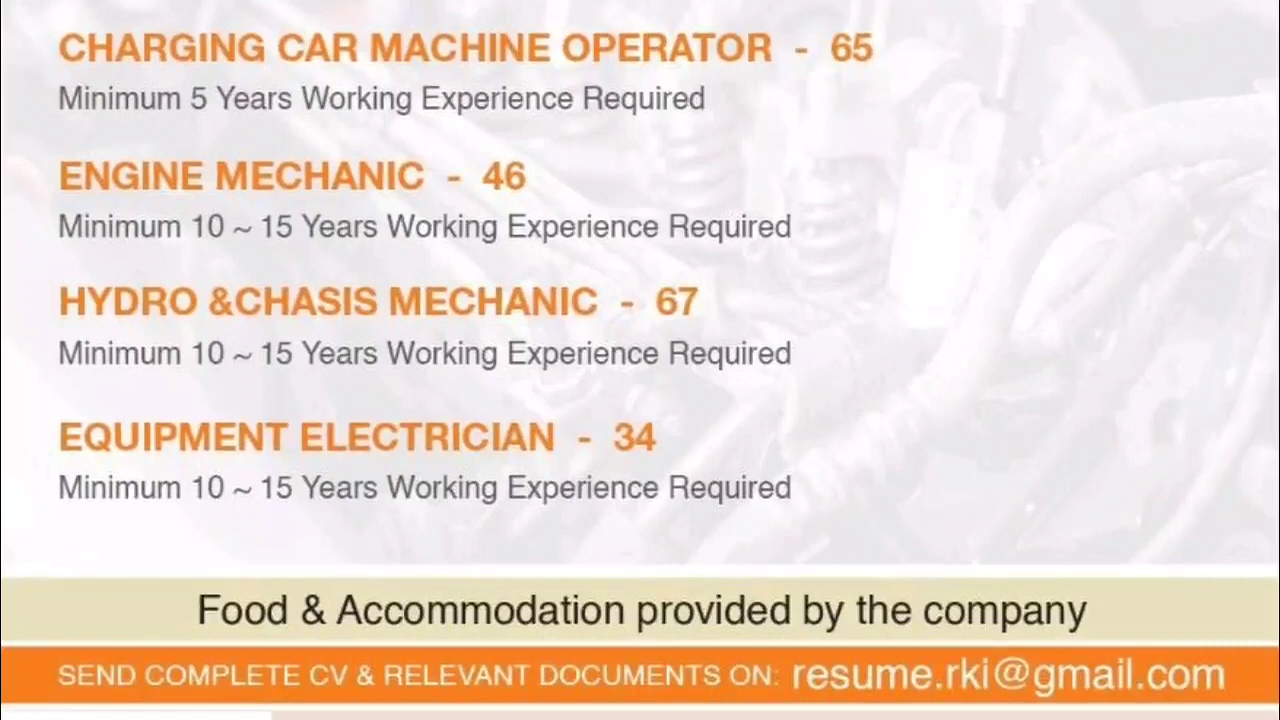 CHARGING CAR MACHINE OPERATOR - 65
Minimum 5 Years Working Experience Required
ENGINE MECHANIC - 46
Minimum 10 ~ 15 Years Working Experience Required
HYDRO &CHASIS MECHANIC - 67
Minimum 10 ~ 15 Years Working Experience Required
EQUIPMENT ELECTRICIAN - 34
Minimum 10 ~ 15 Years Working Experience Required
Food & Accommodation provided by the company
SEND COMPLETE CV & RELEVANT DOCUMENTS ON: resume.rki@gmail.com